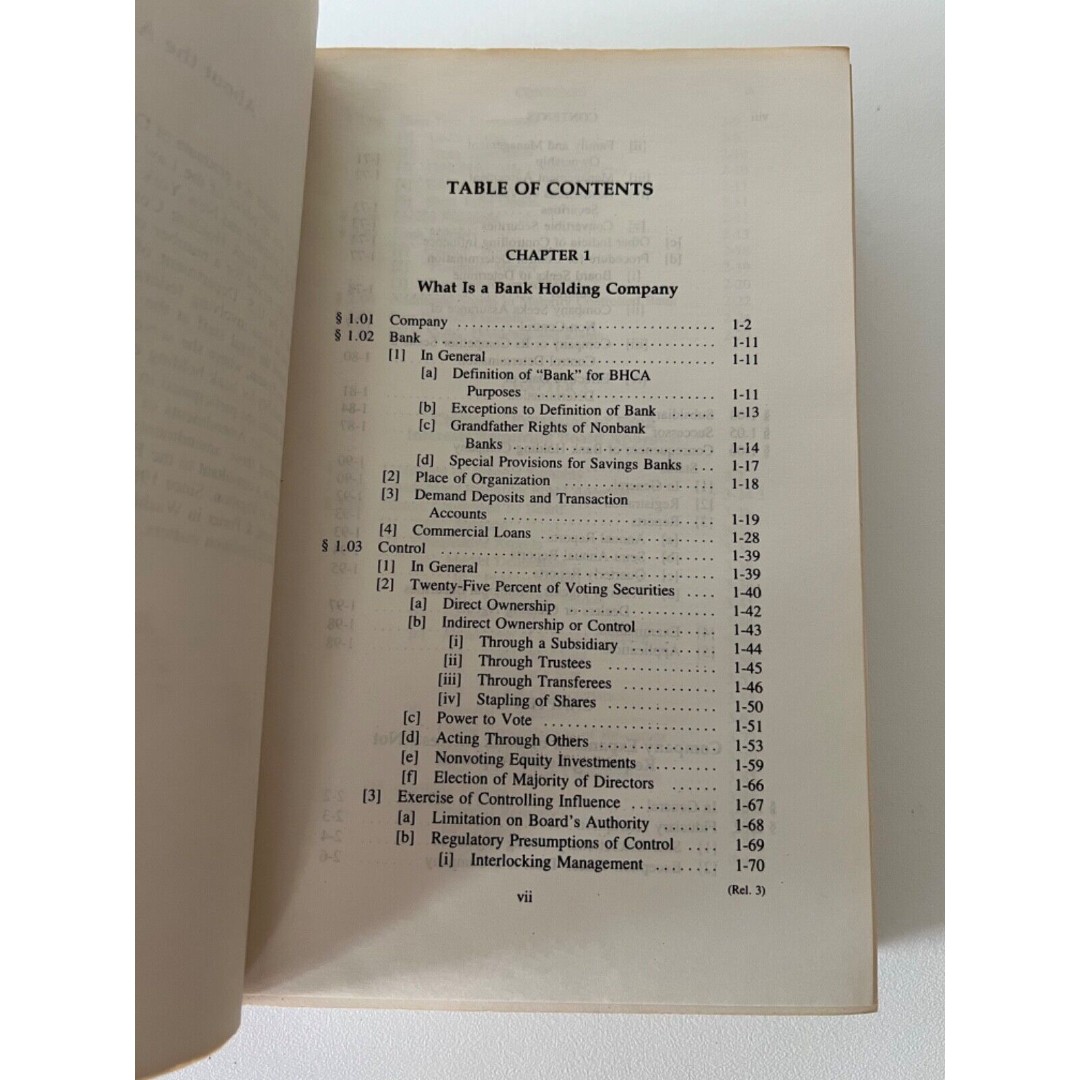 TABLE OF CONTENTS
CHAPTER 1
What Is a Bank Holding Company
§ 1.01 Company ................................ 1-2
§ 1.02 Bank ................................ 1-11
[1] In General ................................ 1-11
[a] Definition of “Bank” for BHCA
Purposes ................................ 1-11
[b] Exceptions to Definition of Bank ...... 1-13
[c] Grandfather Rights of Nonbank
Banks ................................ 1-14
[d] Special Provisions for Savings Banks ... 1-17
[2] Place of Organization ..................... 1-18
[3] Demand Deposits and Transaction
Accounts ................................ 1-19
[4] Commercial Loans ........................ 1-28
§ 1.03 Control ................................ 1-39
[1] In General ................................ 1-39
[2] Twenty-Five Percent of Voting Securities .... 1-40
[a] Direct Ownership .................... 1-42
[b] Indirect Ownership or Control ......... 1-43
[i] Through a Subsidiary ............ 1-44
[ii] Through Trustees ............... 1-45
[iii] Through Transferees ............. 1-46
[iv] Stapling of Shares ............... 1-50
[c] Power to Vote ........................ 1-51
[d] Acting Through Others ................. 1-53
[e] Nonvoting Equity Investments ......... 1-59
[f] Election of Majority of Directors ...... 1-66
[3] Exercise of Controlling Influence ............ 1-67
[a] Limitation on Board’s Authority ....... 1-68
[b] Regulatory Presumptions of Control .... 1-69
[i] Interlocking Management ........ 1-70
vii
(Rel. 3)